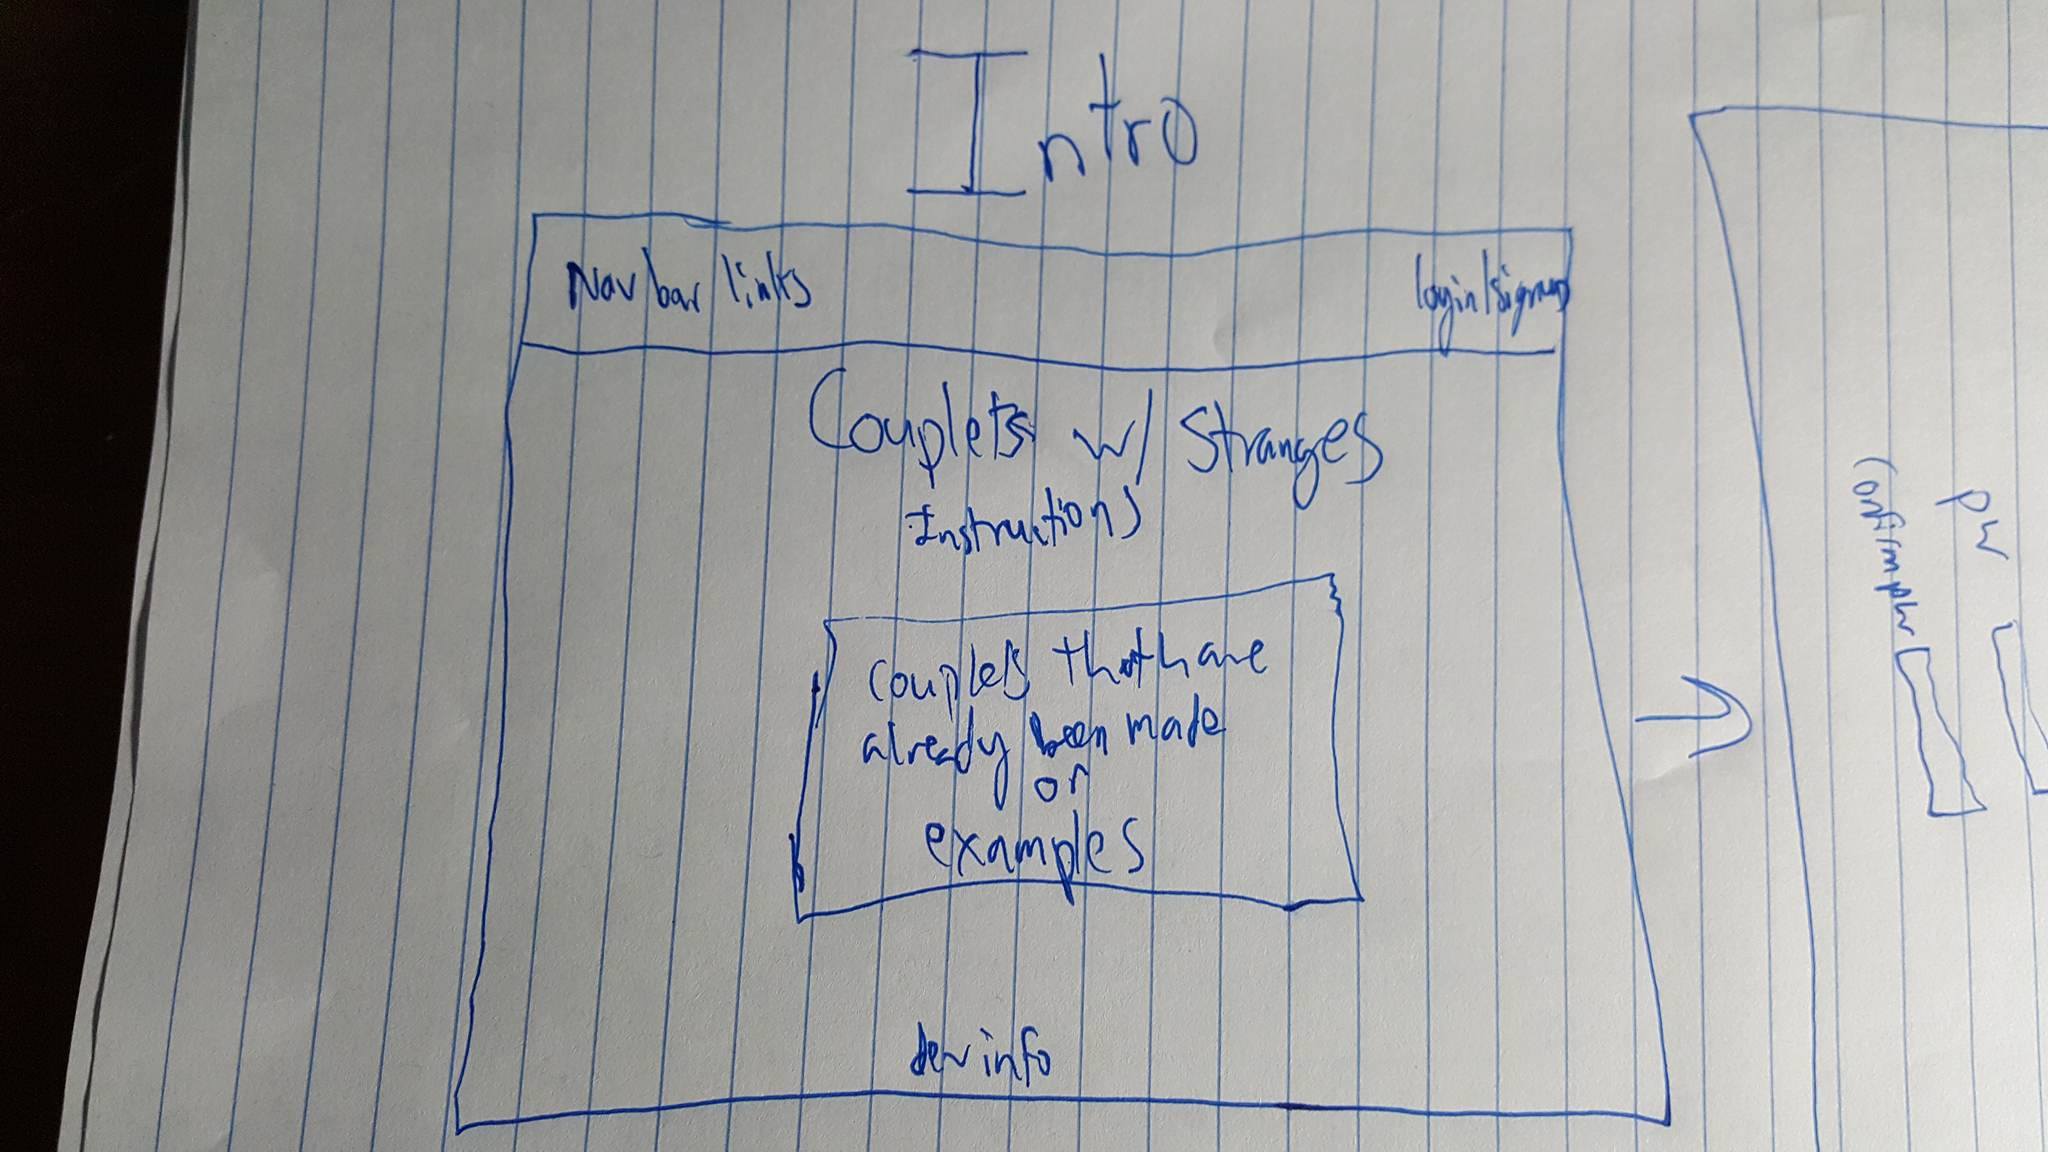 Intro
Nav bar links
login/signup
Couplets w/ Stranges
Instructions
couplets that have
already been made
or
examples
dev info
pw
confirm pw